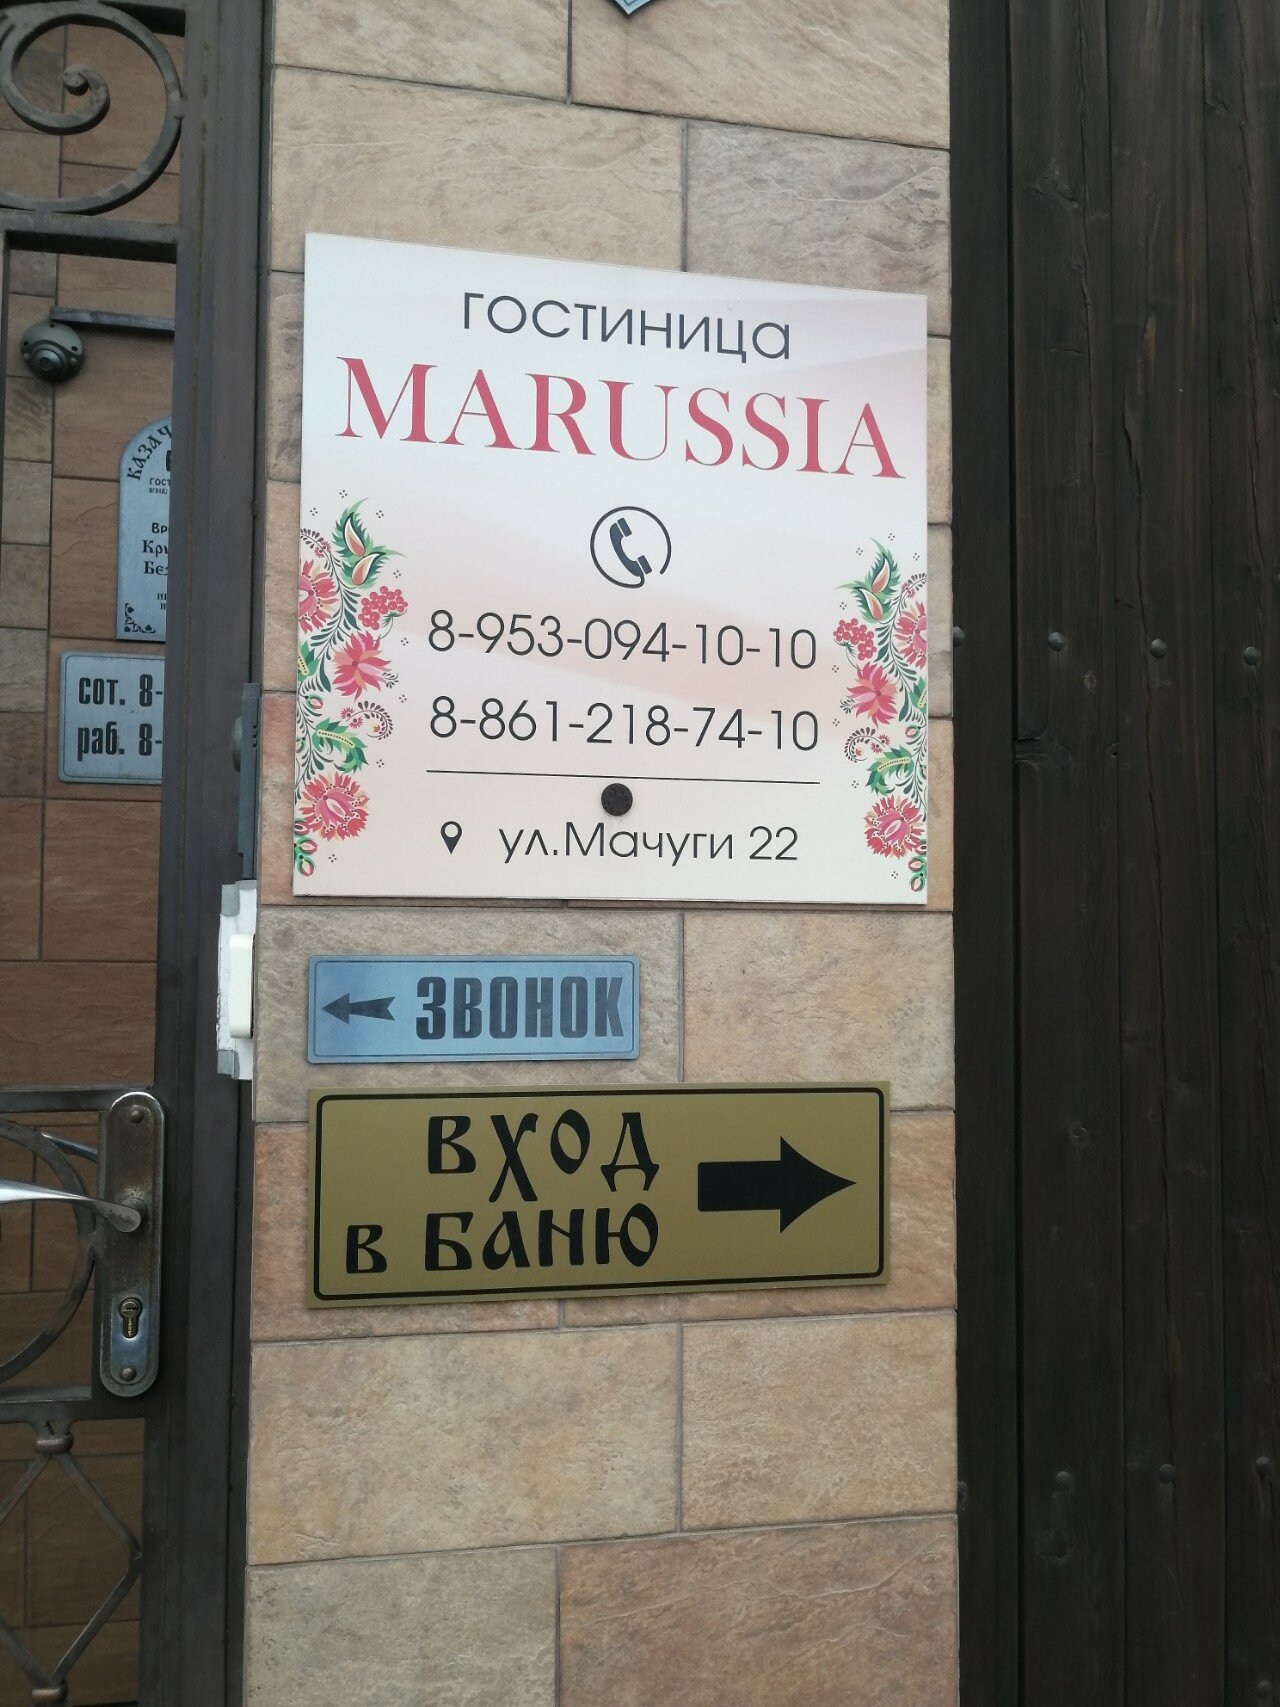 гостиница
MARUSSIA
8-953-094-10-10
8-861-218-74-10
ул.Мачуги 22
ЗВОНОК
ВХОД
В БАНЮ
сот. 8-
раб. 8-